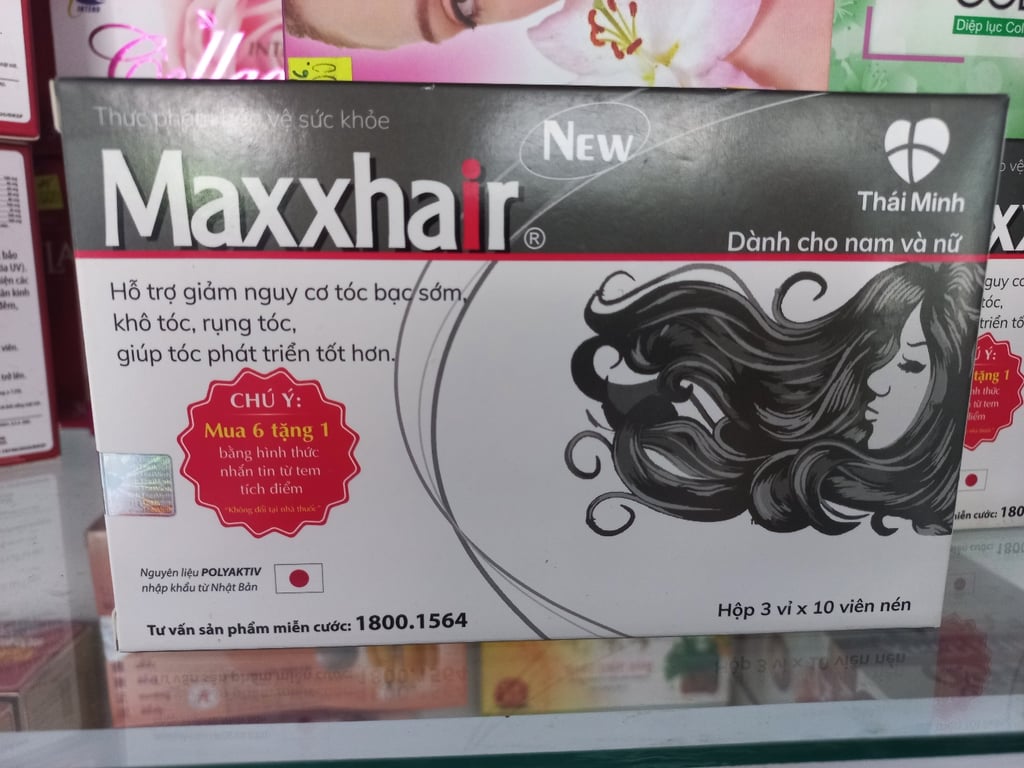 Thực phẩm bảo vệ sức khỏe
NEW
Maxxhair®
Thái Minh
Dành cho nam và nữ
Hỗ trợ giảm nguy cơ tóc bạc sớm,
khô tóc, rụng tóc,
giúp tóc phát triển tốt hơn.
CHÚ Ý:
Mua 6 tặng 1
bằng hình thức
nhắn tin từ tem
tích điểm
"Không đổi tại nhà thuốc"
Nguyên liệu POLYAKTIV
nhập khẩu từ Nhật Bản
Tư vấn sản phẩm miễn cước: 1800.1564
Hộp 3 vỉ x 10 viên nén
Diệp lục